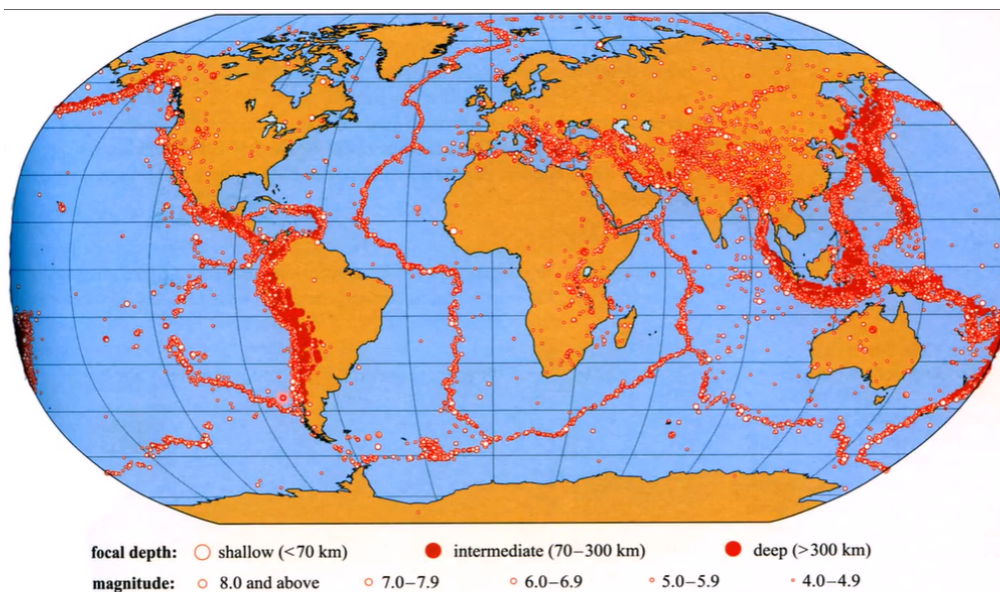 focal depth: shallow (<70 km) intermediate (70–300 km) deep (>300 km)
magnitude: 8.0 and above 7.0–7.9 6.0–6.9 5.0–5.9 4.0–4.9